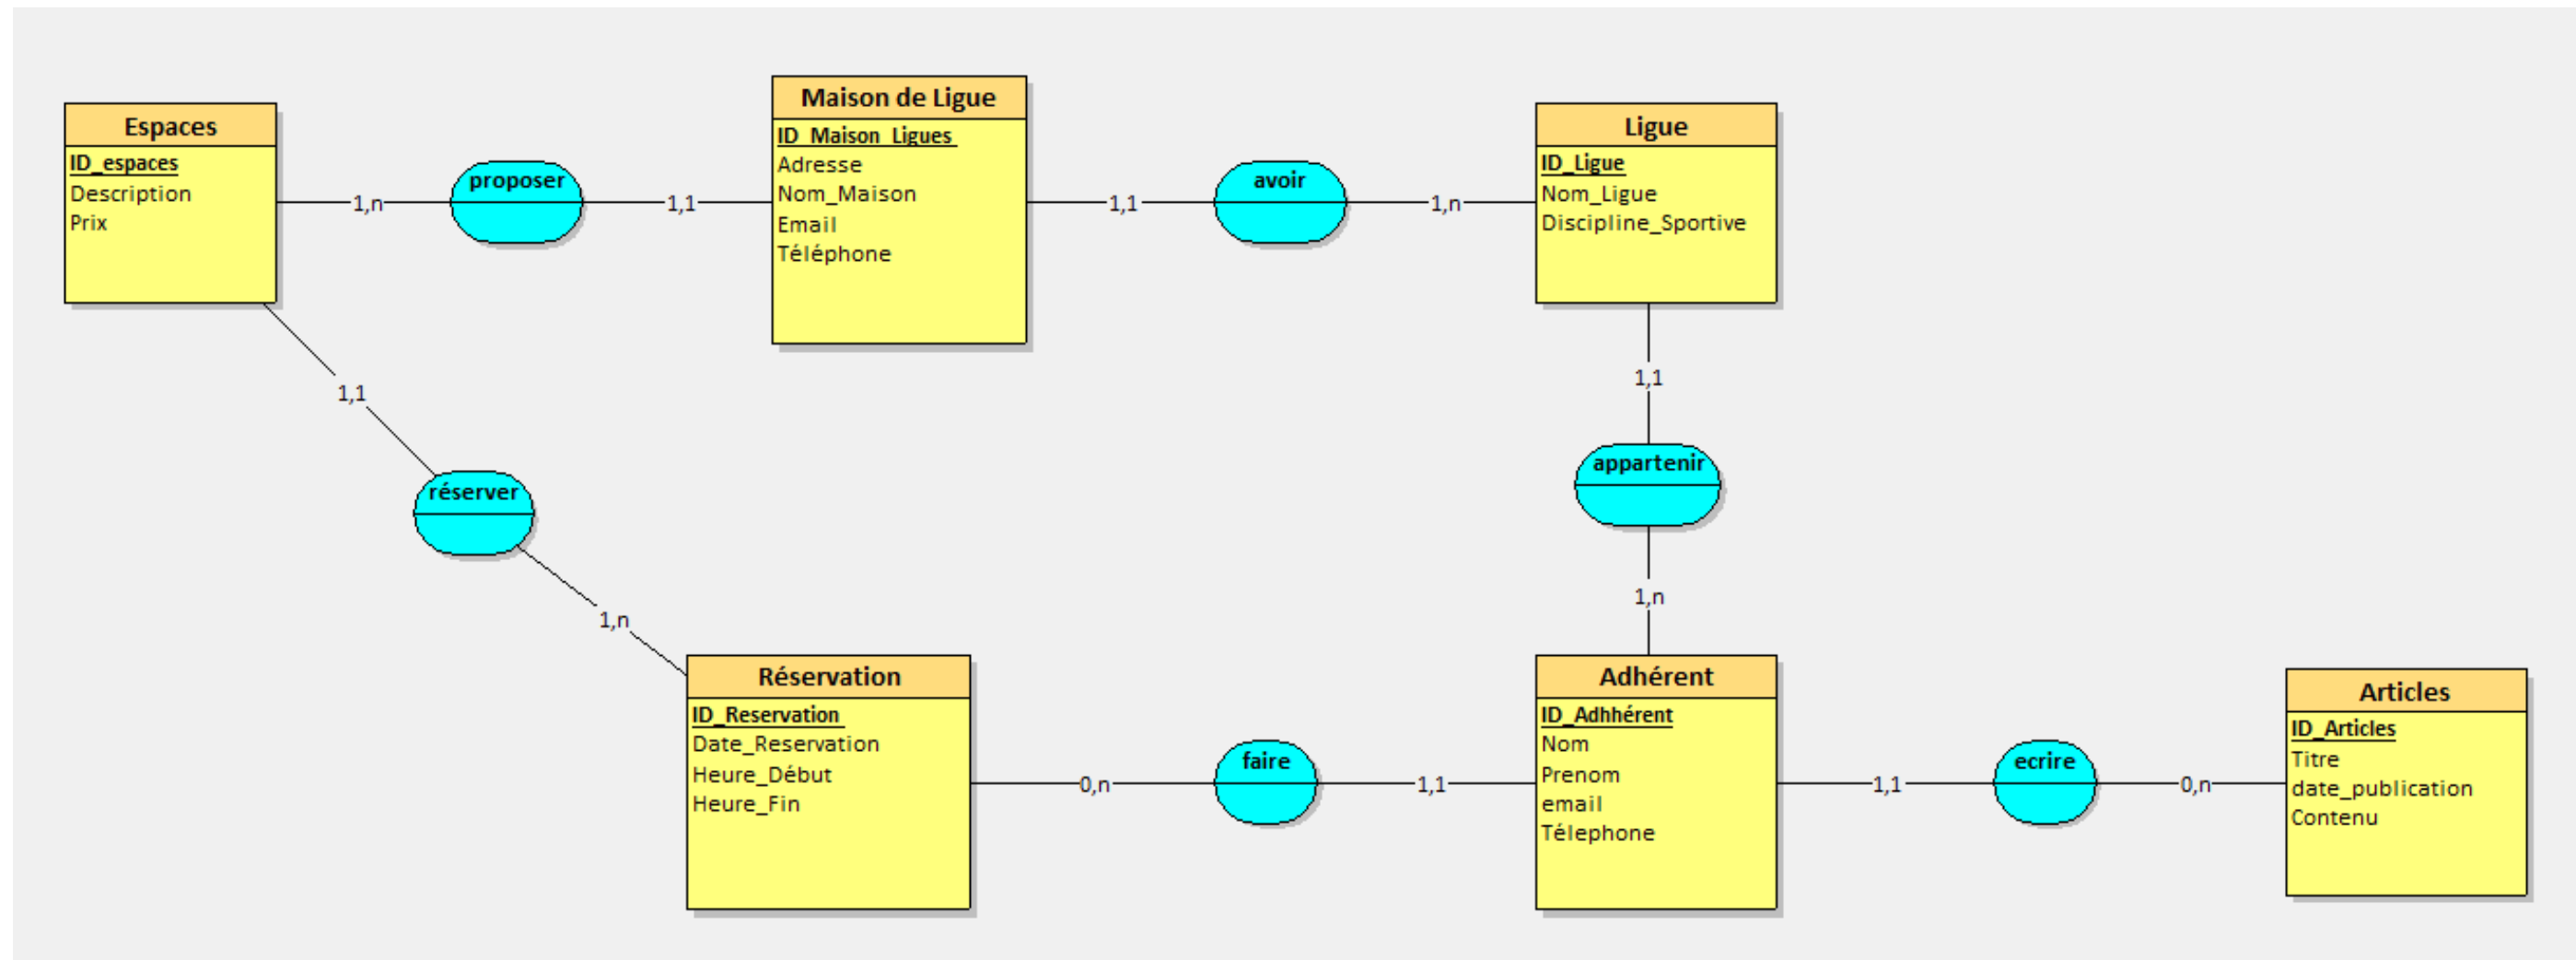 Espaces
ID_espaces
Description
Prix
1,n
proposer
1,1
Maison de Ligue
ID_Maison_Ligues
Adresse
Nom_Maison
Email
Téléphone
1,1
avoir
1,n
Ligue
ID_Ligue
Nom_Ligue
Discipline_Sportive
1,1
réserver
1,n
1,1
appartenir
1,n
Réservation
ID_Reservation
Date_Reservation
Heure_Début
Heure_Fin
0,n
faire
1,1
Adhérent
ID_Adhhérent
Nom
Prenom
email
Télephone
1,1
ecrire
0,n
Articles
ID_Articles
Titre
date_publication
Contenu